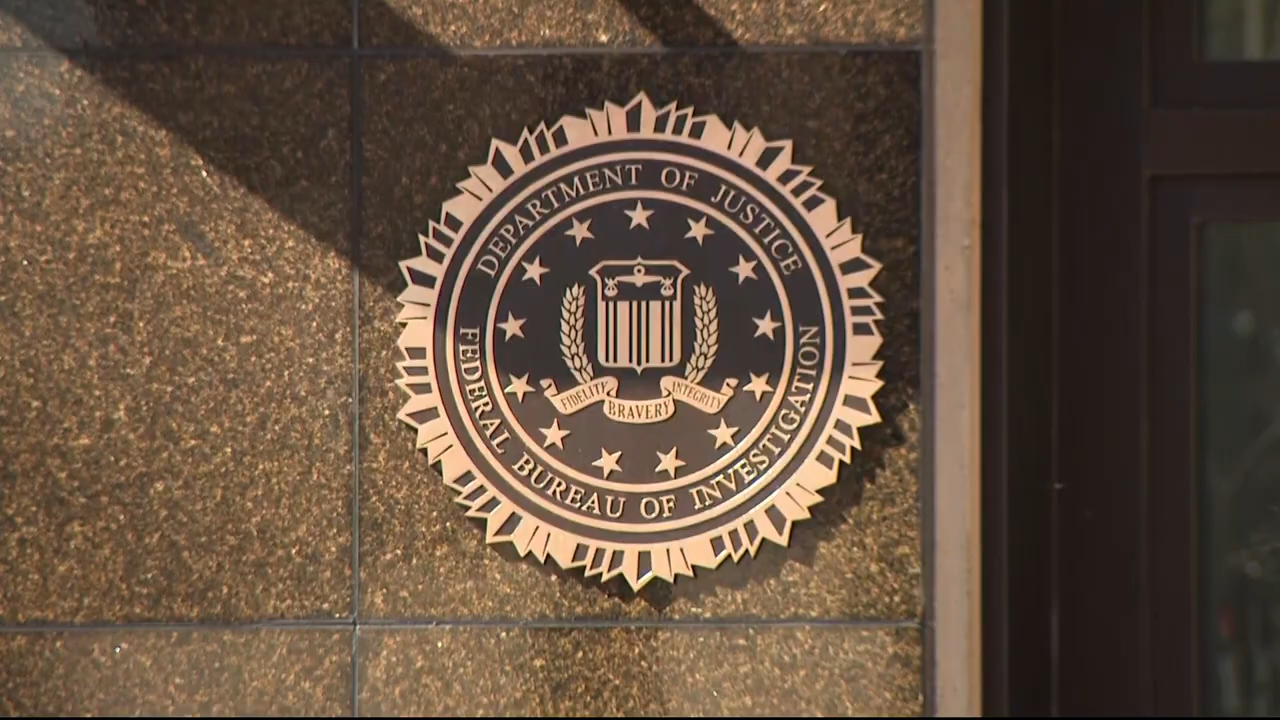 DEPARTMENT OF JUSTICE
FIDELITY
BRAVERY
INTEGRITY
FEDERAL BUREAU OF INVESTIGATION